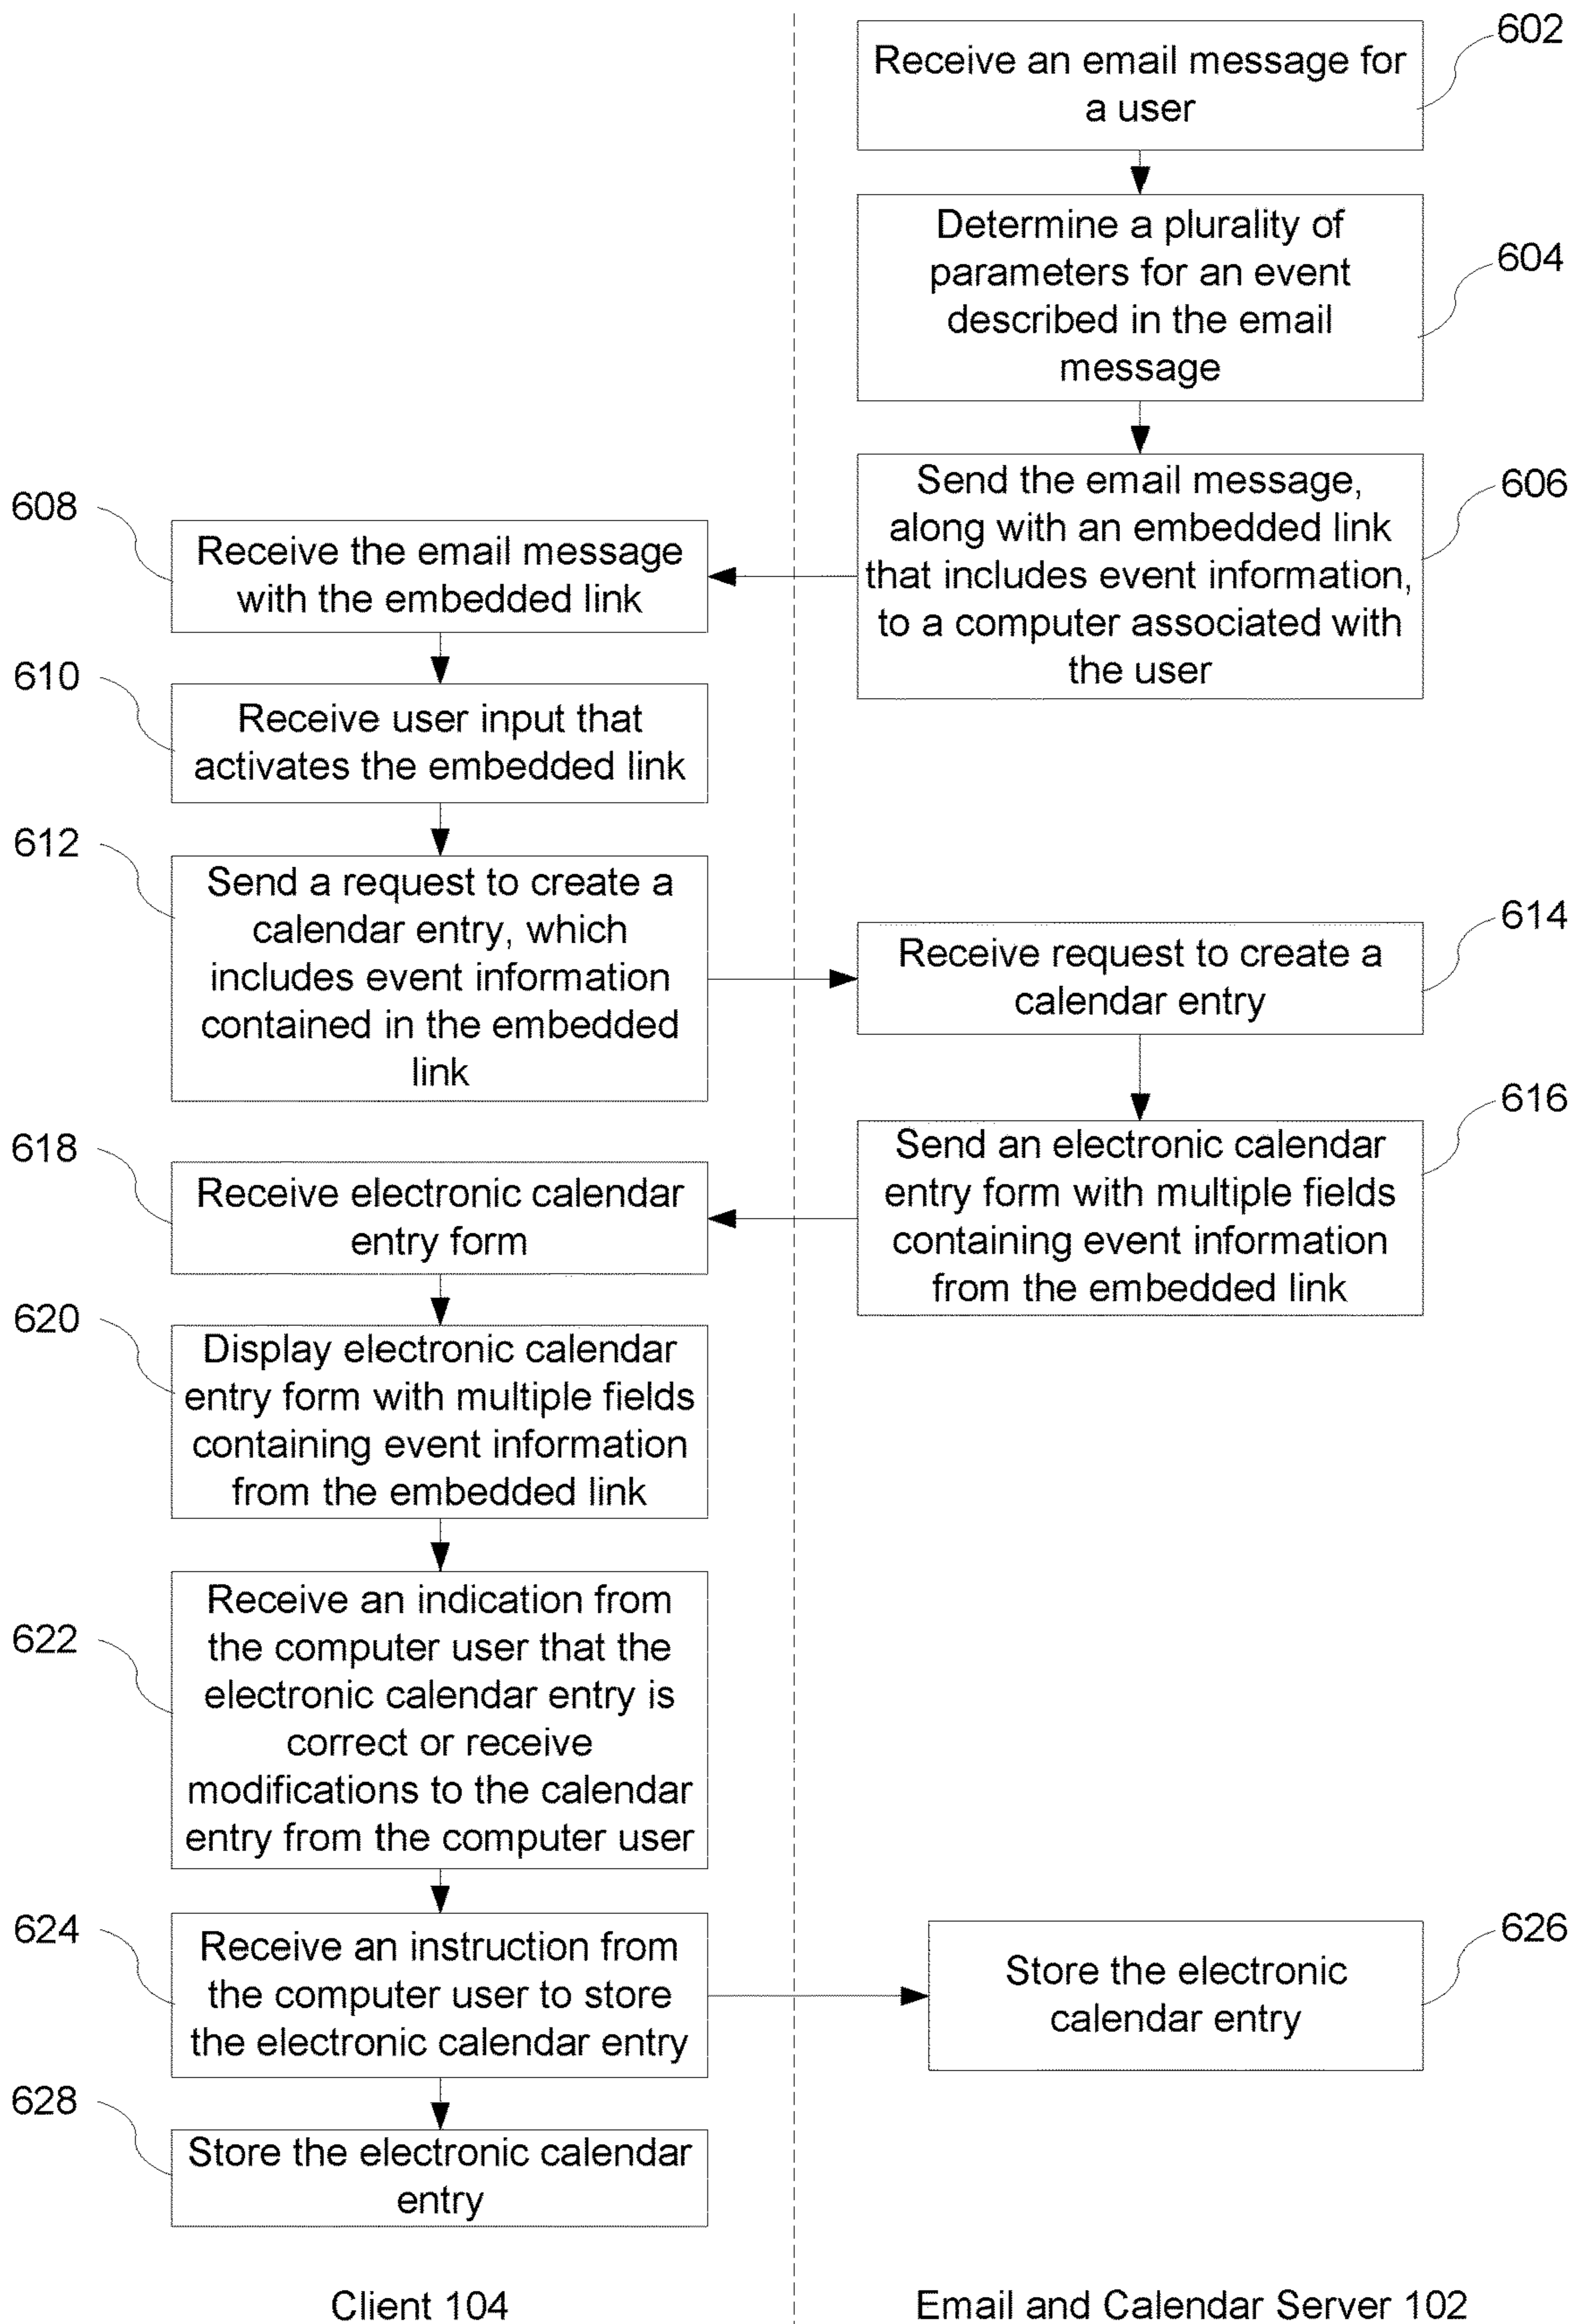 602
Receive an email message for
a user
604
Determine a plurality of
parameters for an event
described in the email
message
606
Send the email message,
along with an embedded link
that includes event information,
to a computer associated with
the user
608
Receive the email message
with the embedded link
610
Receive user input that
activates the embedded link
612
Send a request to create a
calendar entry, which
includes event information
contained in the embedded
link
614
Receive request to create a
calendar entry
616
Send an electronic calendar
entry form with multiple fields
containing event information
from the embedded link
618
Receive electronic calendar
entry form
620
Display electronic calendar
entry form with multiple fields
containing event information
from the embedded link
622
Receive an indication from
the computer user that the
electronic calendar entry is
correct or receive
modifications to the calendar
entry from the computer user
624
Receive an instruction from
the computer user to store
the electronic calendar entry
626
Store the electronic
calendar entry
628
Store the electronic calendar
entry
Client 104
Email and Calendar Server 102